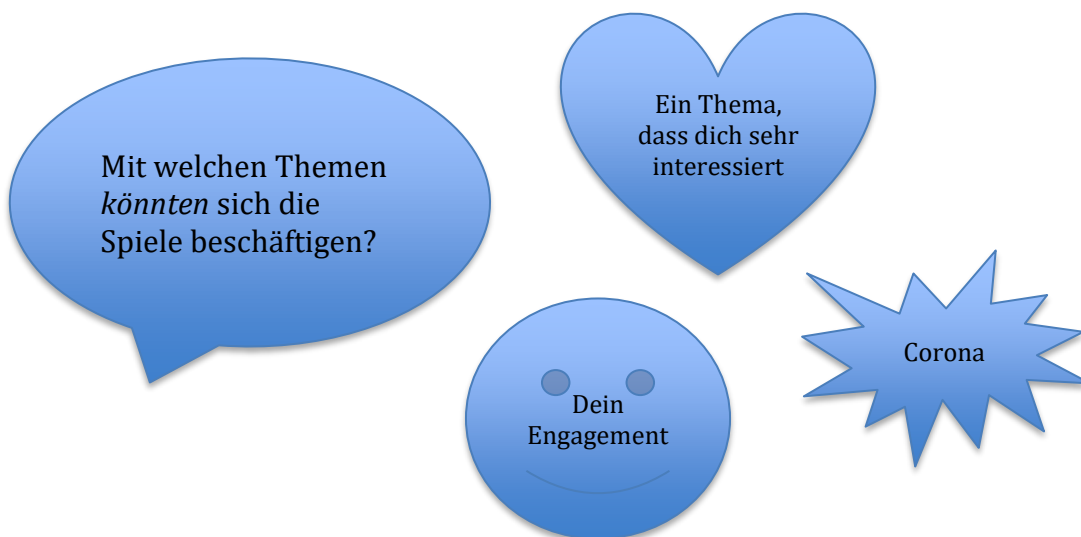 Mit welchen Themen
könnten sich die
Spiele beschäftigen?
Ein Thema,
dass dich sehr
interessiert
Dein
Engagement
Corona